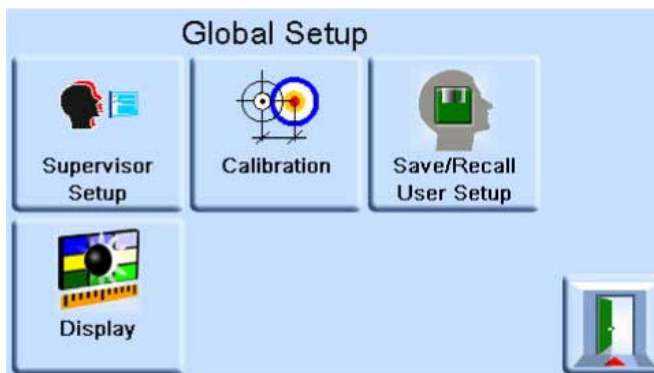 Global Setup
Supervisor
Setup
Calibration
Save/Recall
User Setup
Display